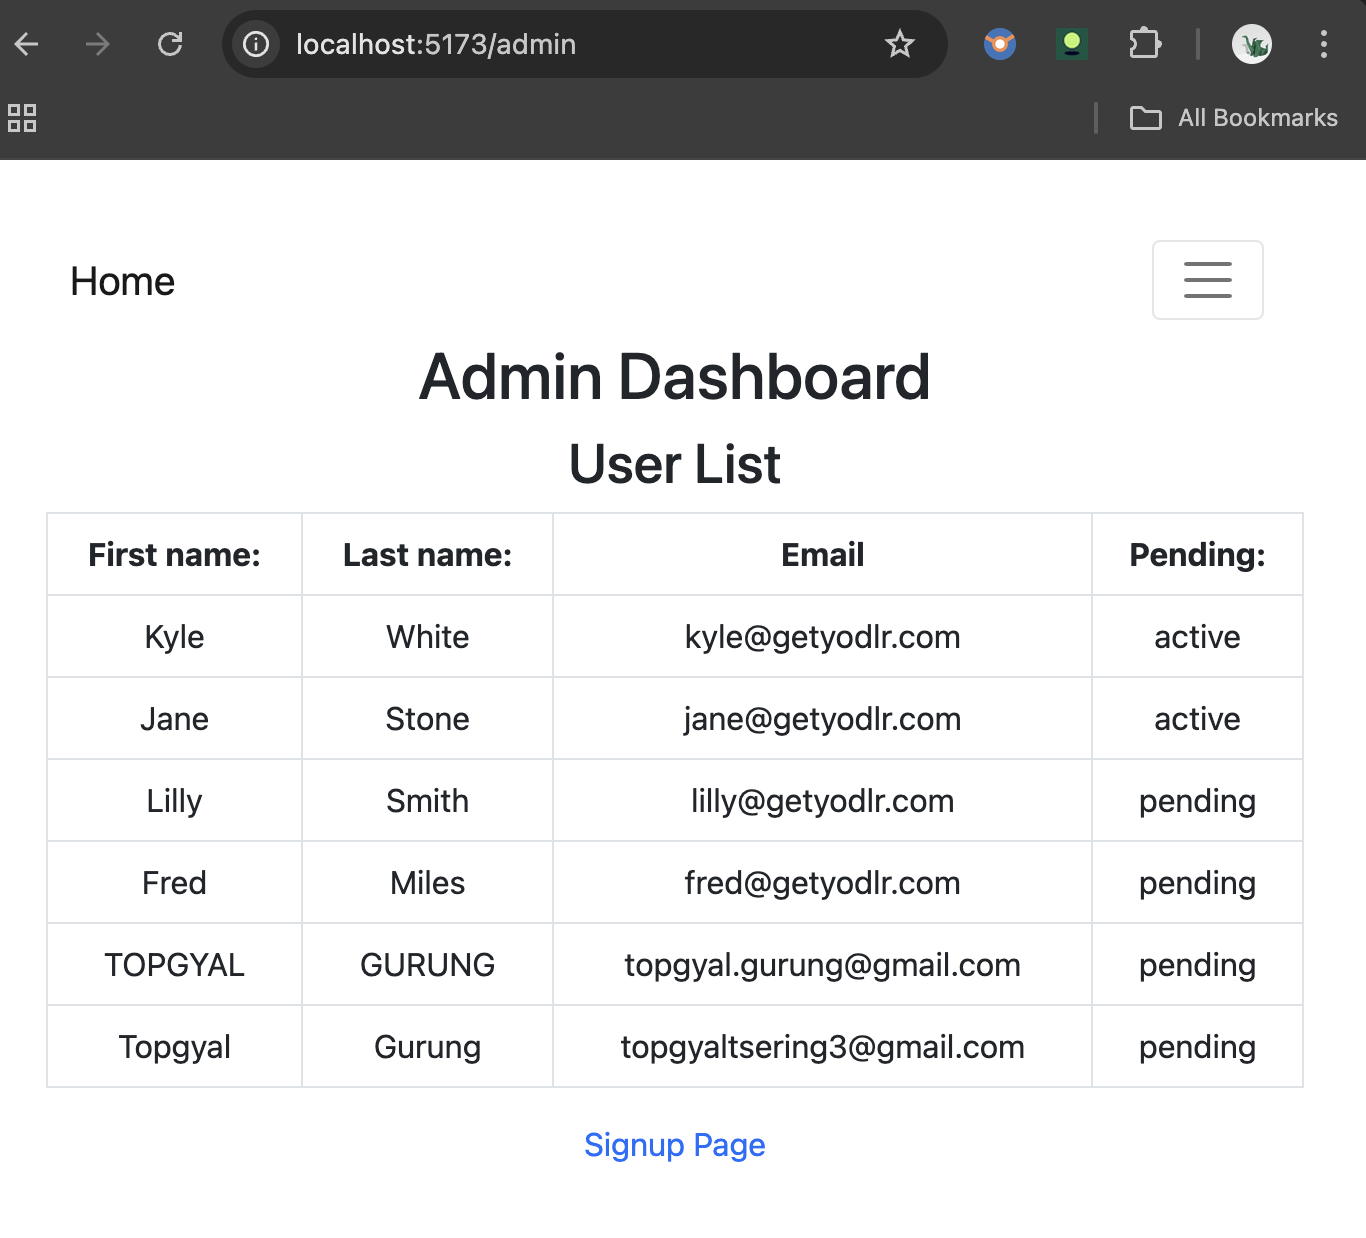 localhost:5173/admin
All Bookmarks
Home
Admin Dashboard
User List
First name: Last name: Email Pending:
Kyle White kyle@getyodlr.com active
Jane Stone jane@getyodlr.com active
Lilly Smith lilly@getyodlr.com pending
Fred Miles fred@getyodlr.com pending
TOPGYAL GURUNG topgyal.gurung@gmail.com pending
Topgyal Gurung topgyaltsering3@gmail.com pending
Signup Page